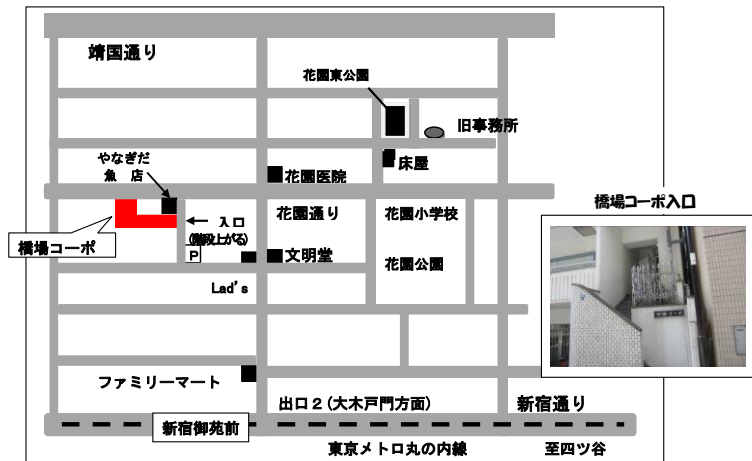 靖国通り
花園東公園
旧事務所
やなぎだ
魚 店
床屋
花園医院
橋場コーポ入口
入口
(階段上がる)
花園通り
花園小学校
橋場コーポ
P
文明堂
花園公園
Lad's
ファミリーマート
出口2(大木戸門方面)
新宿通り
新宿御苑前
東京メトロ丸の内線
至四ツ谷